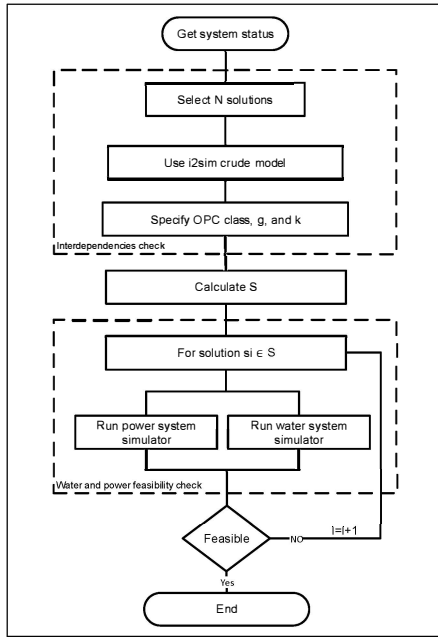 Get system status
Select N solutions
Use i2sim crude model
Specify OPC class, g, and k
Interdependencies check
Calculate S
For solution si ϵ S
Run power system
simulator
Run water system
simulator
Water and power feasibility check
Feasible
NO
i=i+1
Yes
End